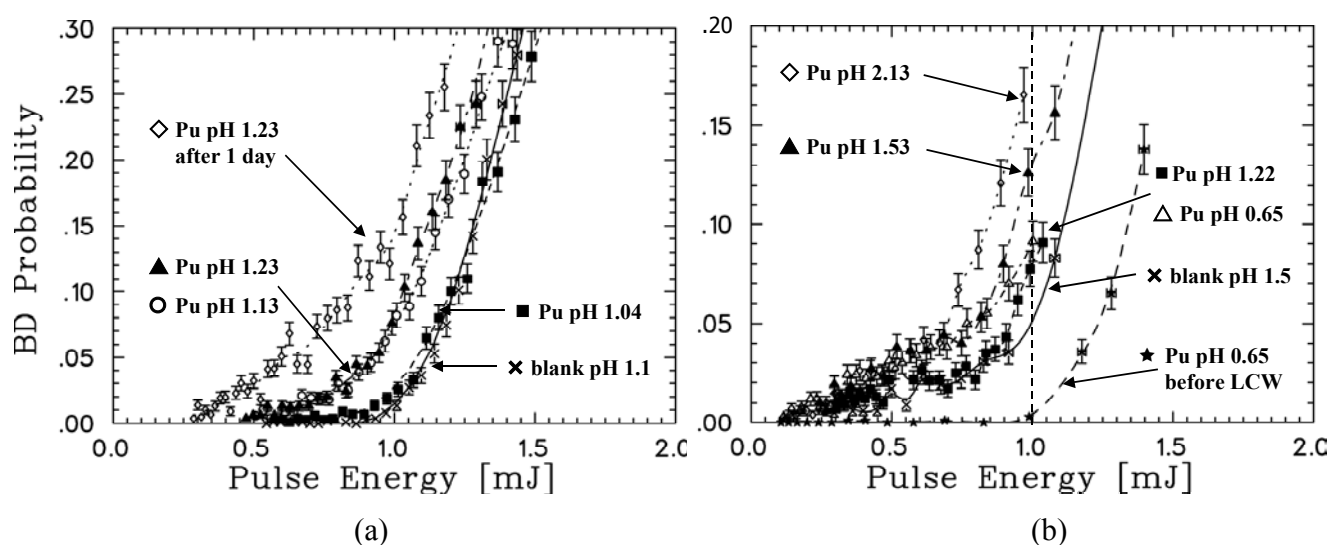 .30
.25
.20
.15
.10
.05
.00
BD Probability
Pu pH 1.23
after 1 day
Pu pH 1.23
Pu pH 1.13
Pu pH 1.04
blank pH 1.1
0.0 0.5 1.0 1.5 2.0
Pulse Energy [mJ]
(a)
.20
.15
.10
.05
.00
Pu pH 2.13
Pu pH 1.53
Pu pH 1.22
Pu pH 0.65
blank pH 1.5
Pu pH 0.65
before LCW
0.0 0.5 1.0 1.5 2.0
Pulse Energy [mJ]
(b)